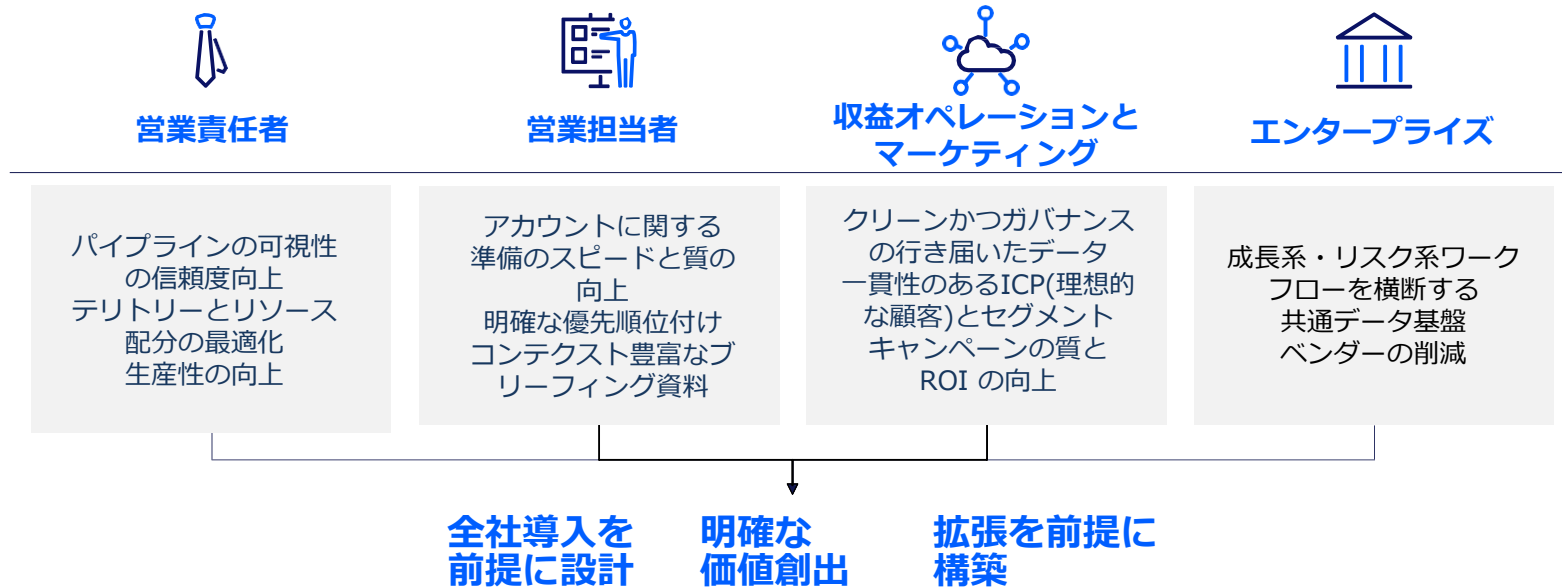 営業責任者
営業担当者
収益オペレーションと
マーケティング
エンタープライズ
パイプラインの可視性
の信頼度向上
テリトリーとリソース
配分の最適化
生産性の向上
アカウントに関する
準備のスピードと質の
向上
明確な優先順位付け
コンテクスト豊富なブ
リーフィング資料
クリーンかつガバナンス
の行き届いたデータ
一貫性のあるICP(理想的
な顧客)とセグメント
キャンペーンの質と
ROI の向上
成長系・リスク系ワーク
フローを横断する
共通データ基盤
ベンダーの削減
全社導入を
前提に設計
明確な
価値創出
拡張を前提に
構築